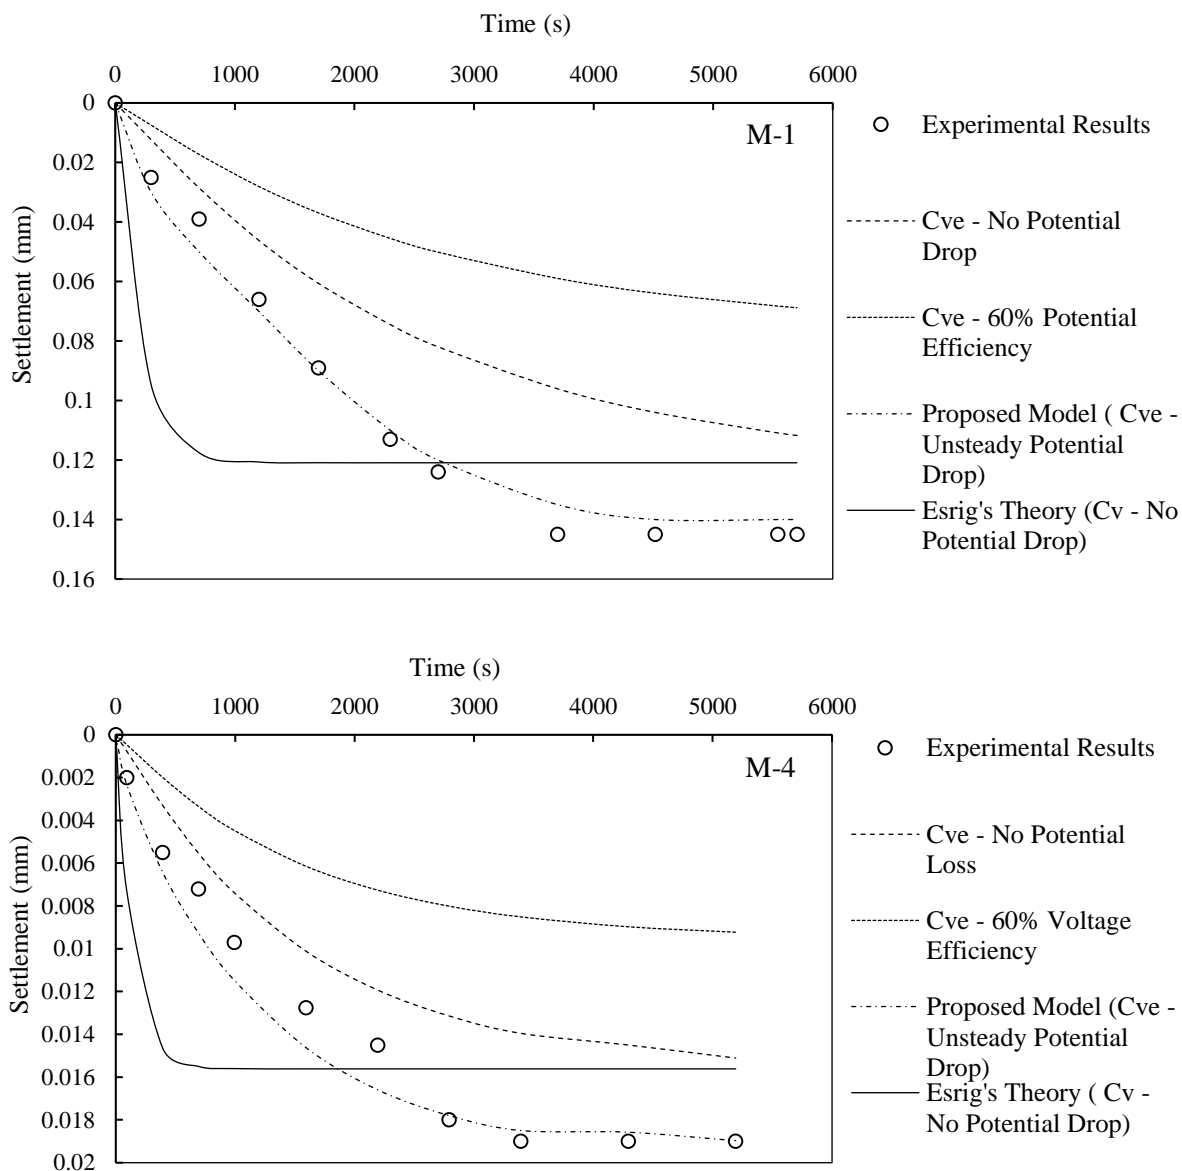 Time (s)
0 1000 2000 3000 4000 5000 6000
0
0.02
0.04
0.06
0.08
0.1
0.12
0.14
0.16
Settlement (mm)
M-1
Experimental Results
Cve - No Potential
Drop
Cve - 60% Potential
Efficiency
Proposed Model ( Cve -
Unsteady Potential
Drop)
Esrig's Theory (Cv - No
Potential Drop)
Time (s)
0 1000 2000 3000 4000 5000 6000
0
0.002
0.004
0.006
0.008
0.01
0.012
0.014
0.016
0.018
0.02
Settlement (mm)
M-4
Experimental Results
Cve - No Potential
Loss
Cve - 60% Voltage
Efficiency
Proposed Model (Cve -
Unsteady Potential
Drop)
Esrig's Theory ( Cv -
No Potential Drop)